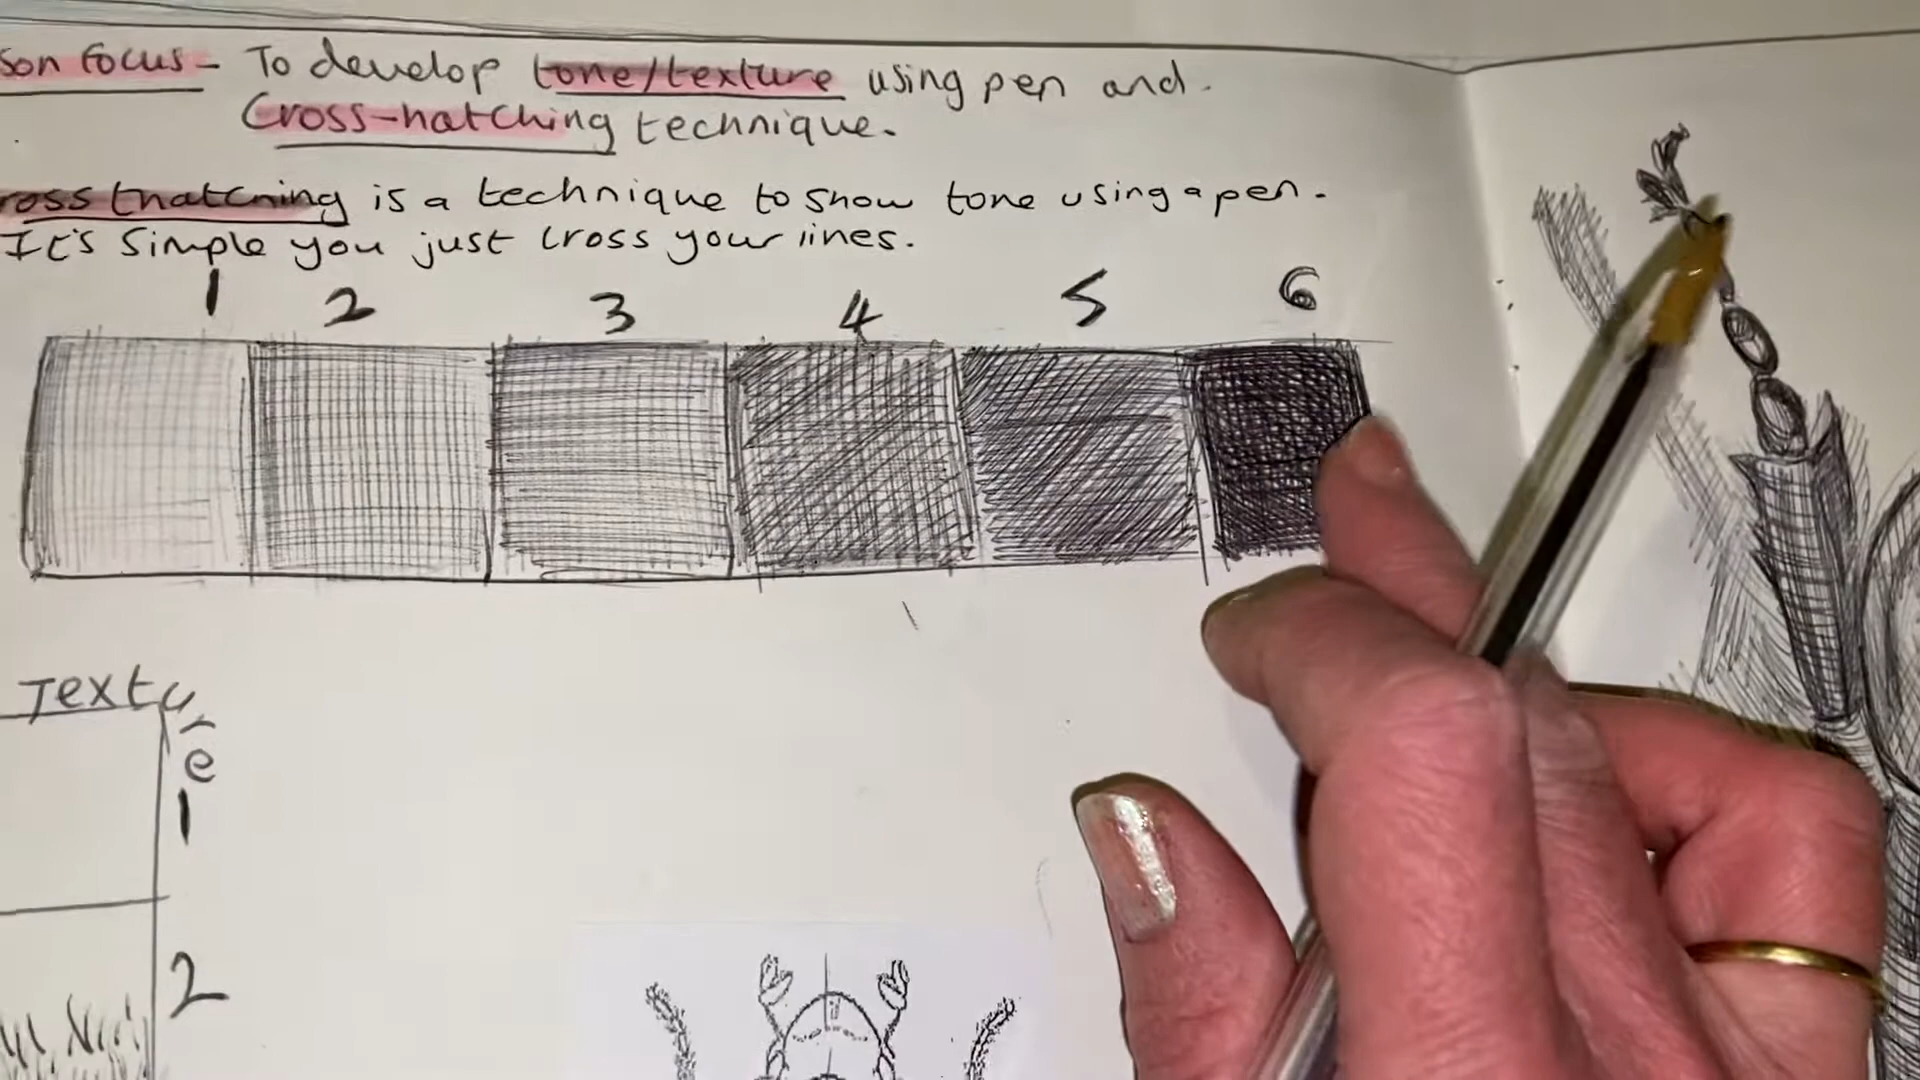 son focus - To develop tone/texture using pen and
Cross-hatching technique.
ross thatching is a technique to show tone using a pen.
It's simple you just cross your lines.
1 2 3 4 5 6
Texture
1
2